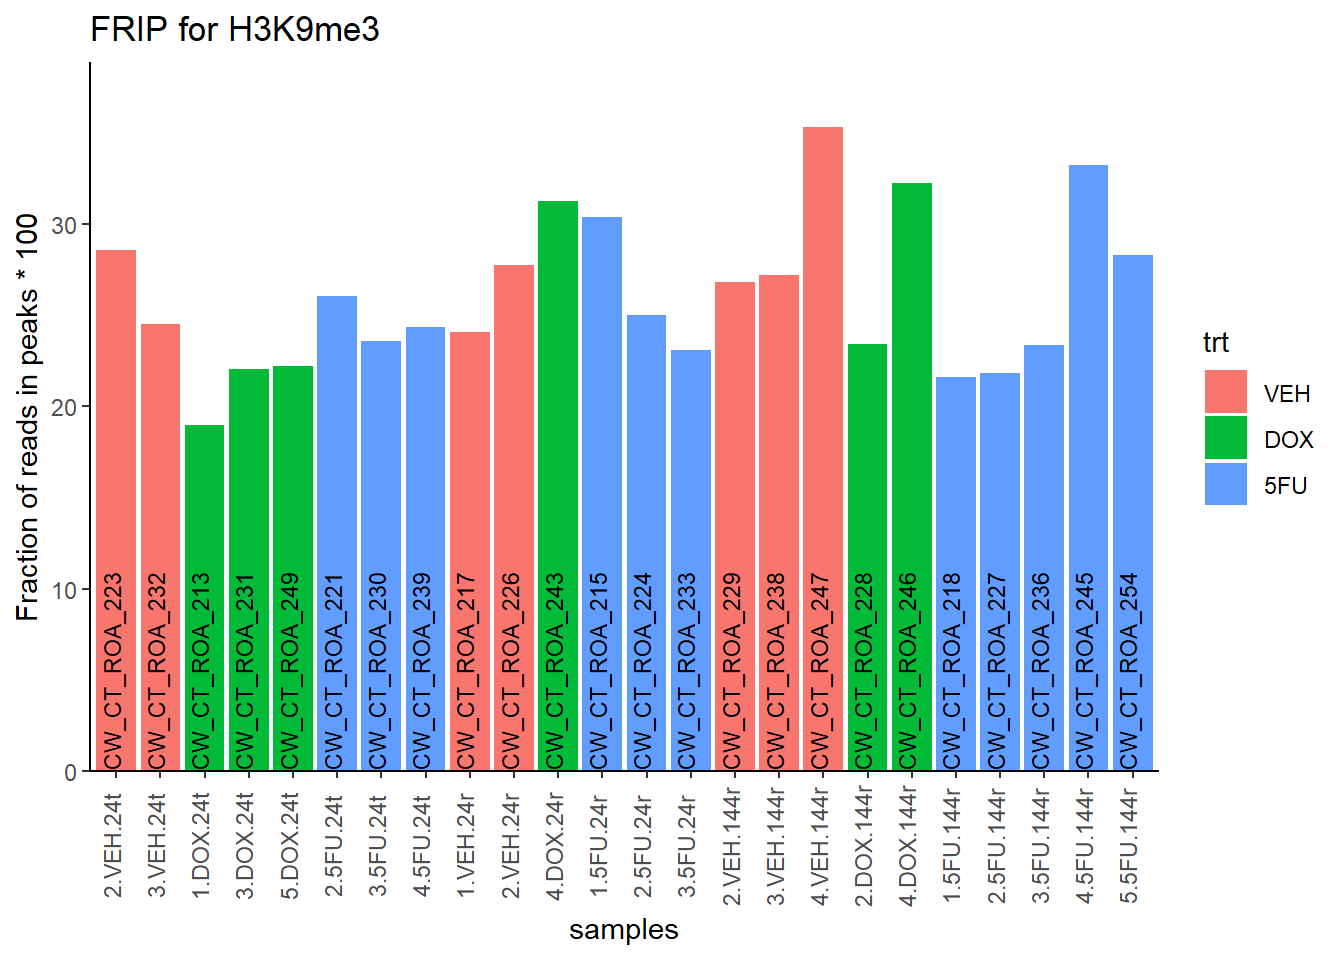 FRIP for H3K9me3
Fraction of reads in peaks * 100
30
20
10
0
CW_CT_ROA_223
CW_CT_ROA_232
CW_CT_ROA_213
CW_CT_ROA_231
CW_CT_ROA_249
CW_CT_ROA_221
CW_CT_ROA_230
CW_CT_ROA_239
CW_CT_ROA_217
CW_CT_ROA_226
CW_CT_ROA_243
CW_CT_ROA_215
CW_CT_ROA_224
CW_CT_ROA_233
CW_CT_ROA_229
CW_CT_ROA_238
CW_CT_ROA_247
CW_CT_ROA_228
CW_CT_ROA_246
CW_CT_ROA_218
CW_CT_ROA_227
CW_CT_ROA_236
CW_CT_ROA_245
CW_CT_ROA_254
2.VEH.24t
3.VEH.24t
1.DOX.24t
3.DOX.24t
5.DOX.24t
2.5FU.24t
3.5FU.24t
4.5FU.24t
1.VEH.24r
2.VEH.24r
4.DOX.24r
1.5FU.24r
2.5FU.24r
3.5FU.24r
2.VEH.144r
3.VEH.144r
4.VEH.144r
2.DOX.144r
4.DOX.144r
1.5FU.144r
2.5FU.144r
3.5FU.144r
4.5FU.144r
5.5FU.144r
samples
trt
VEH
DOX
5FU